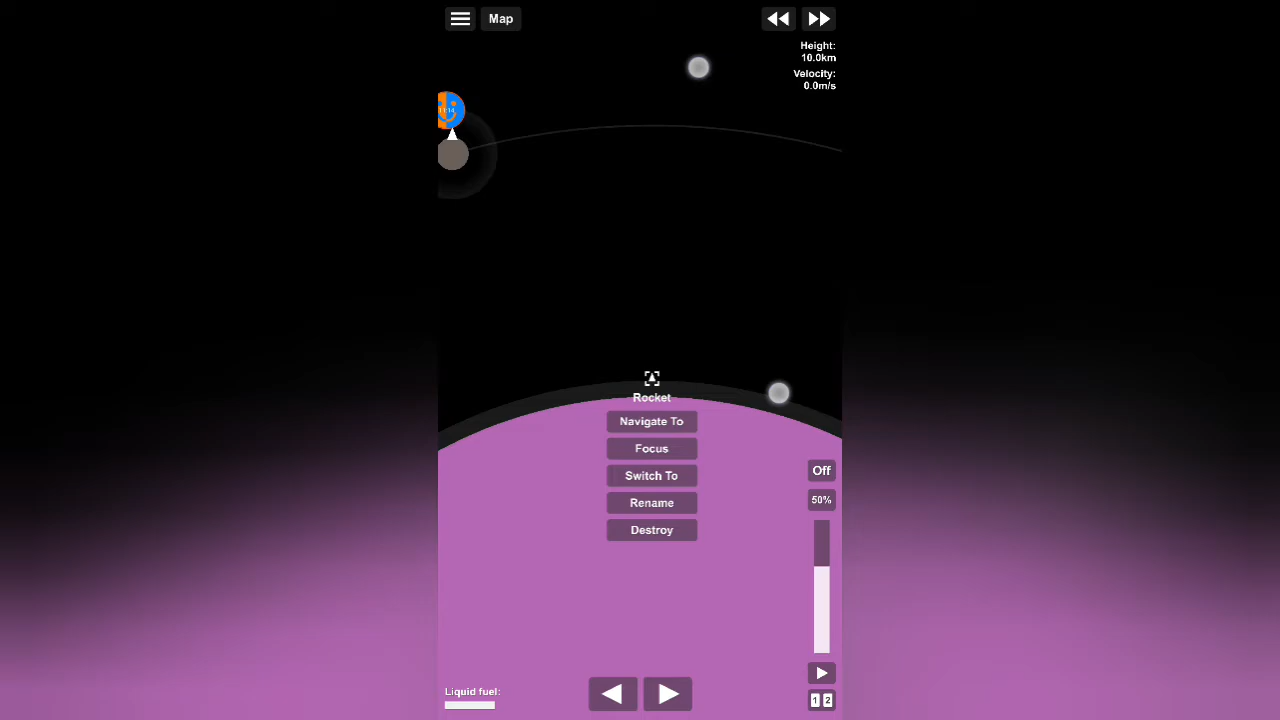 Map
Height:
10.0km
Velocity:
0.0m/s
Rocket
Navigate To
Focus
Switch To
Rename
Destroy
Off
50%
Liquid fuel:
1 2